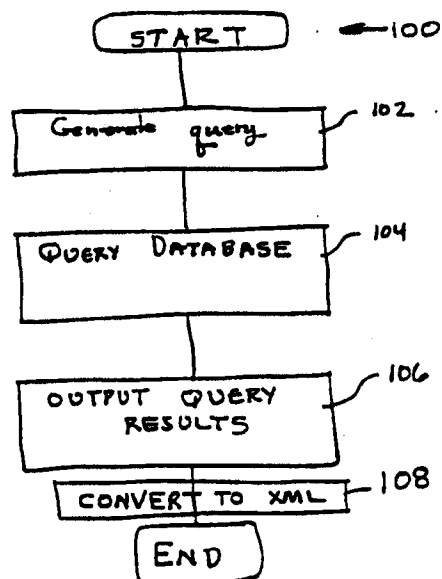 START
100
Generate query
102
QUERY DATABASE
104
OUTPUT QUERY
RESULTS
106
CONVERT TO XML
108
END